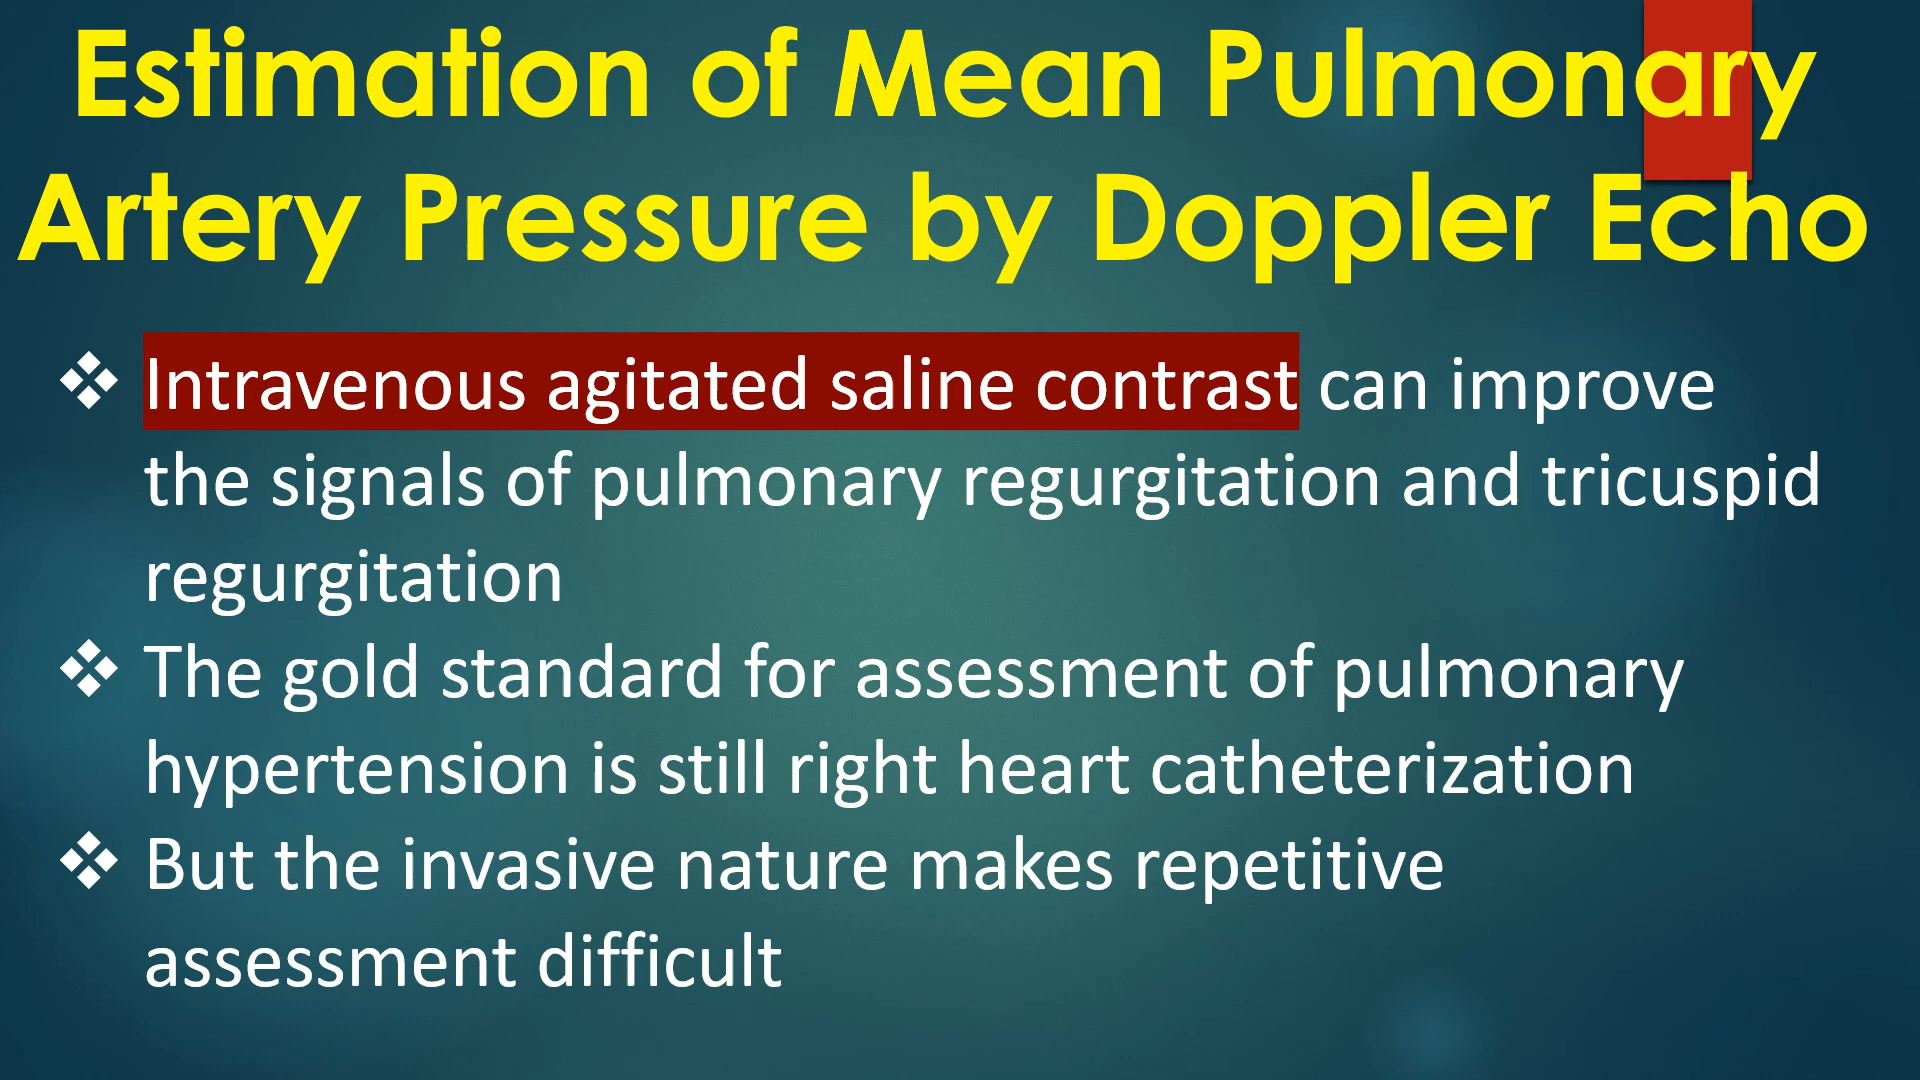 Estimation of Mean Pulmonary
Artery Pressure by Doppler Echo
❖ Intravenous agitated saline contrast can improve
the signals of pulmonary regurgitation and tricuspid
regurgitation
❖ The gold standard for assessment of pulmonary
hypertension is still right heart catheterization
❖ But the invasive nature makes repetitive
assessment difficult